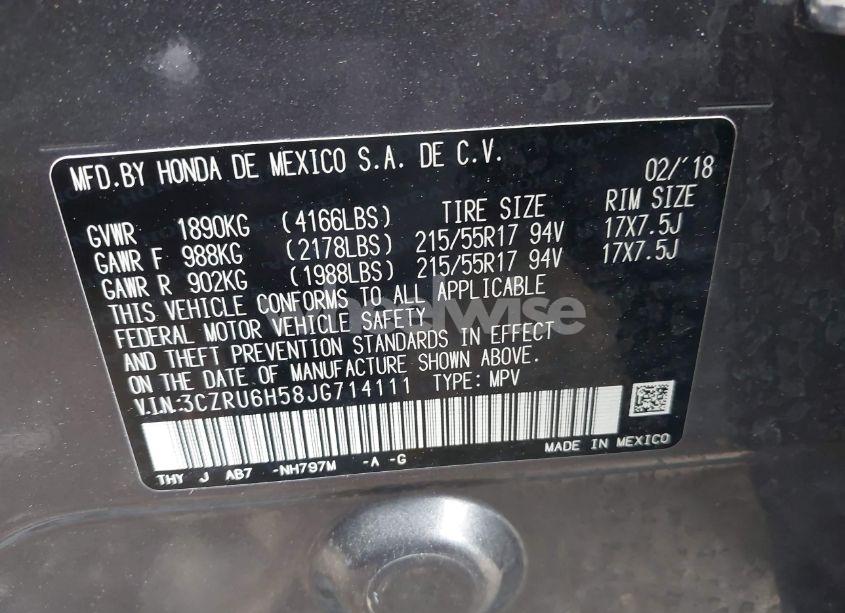 MFD.BY HONDA DE MEXICO S.A. DE C.V. 02/'18
GVWR 1890KG (4166LBS) TIRE SIZE RIM SIZE
GAWR F 988KG (2178LBS) 215/55R17 94V 17X7.5J
GAWR R 902KG (1988LBS) 215/55R17 94V 17X7.5J
THIS VEHICLE CONFORMS TO ALL APPLICABLE
FEDERAL MOTOR VEHICLE SAFETY
AND THEFT PREVENTION STANDARDS IN EFFECT
ON THE DATE OF MANUFACTURE SHOWN ABOVE.
V.I.N:3CZRU6H58JG714111 TYPE: MPV
MADE IN MEXICO
THY J AB7 -NH797M -A -G
wheelwise